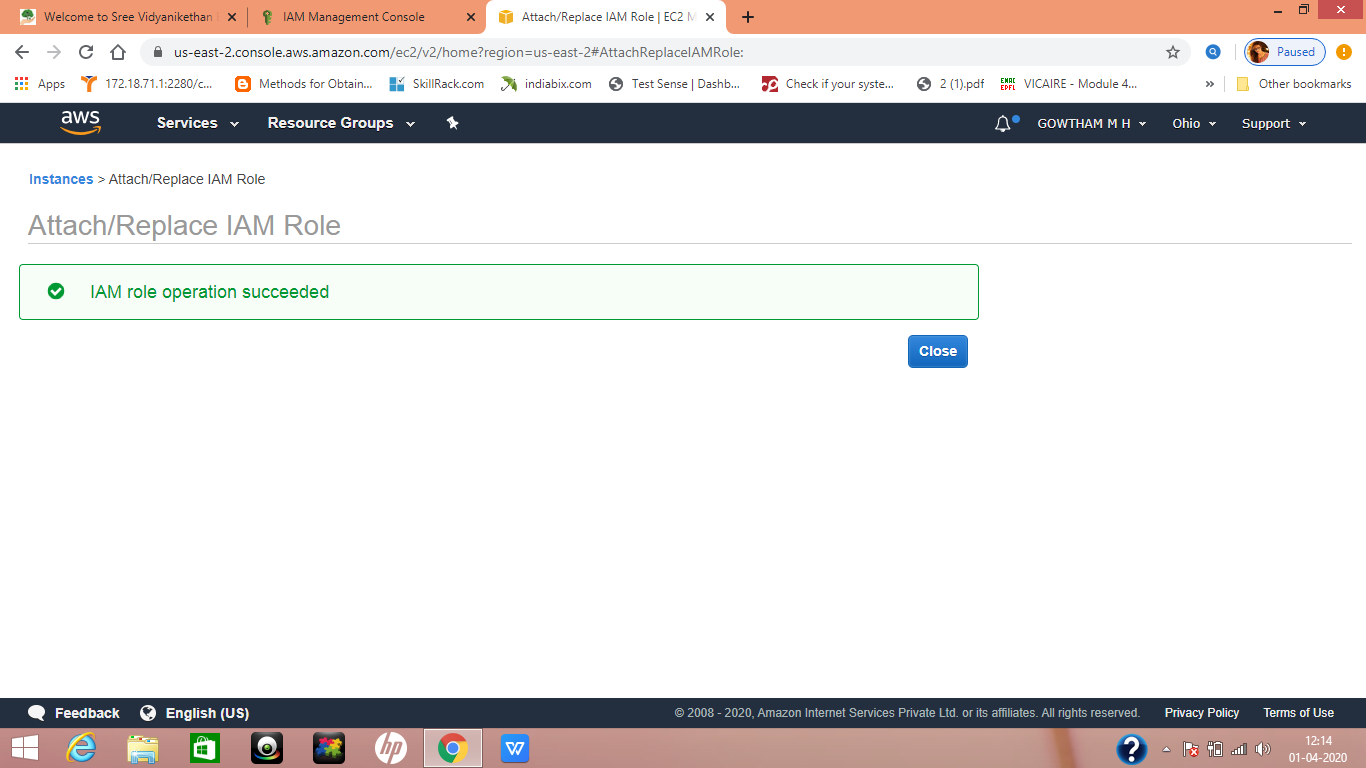 Welcome to Sree Vidyanikethan
IAM Management Console
Attach/Replace IAM Role | EC2 M
us-east-2.console.aws.amazon.com/ec2/v2/home?region=us-east-2#AttachReplaceIAMRole:
Paused
Apps
172.18.71.1:2280/c...
Methods for Obtain...
SkillRack.com
indiabix.com
Test Sense | Dashb...
Check if your syste...
2 (1).pdf
VICAIRE - Module 4...
»
Other bookmarks
aws
Services
Resource Groups
GOWTHAM M H
Ohio
Support
Instances > Attach/Replace IAM Role
Attach/Replace IAM Role
IAM role operation succeeded
Close
Feedback
English (US)
© 2008 - 2020, Amazon Internet Services Private Ltd. or its affiliates. All rights reserved.
Privacy Policy
Terms of Use
hp
12:14
01-04-2020